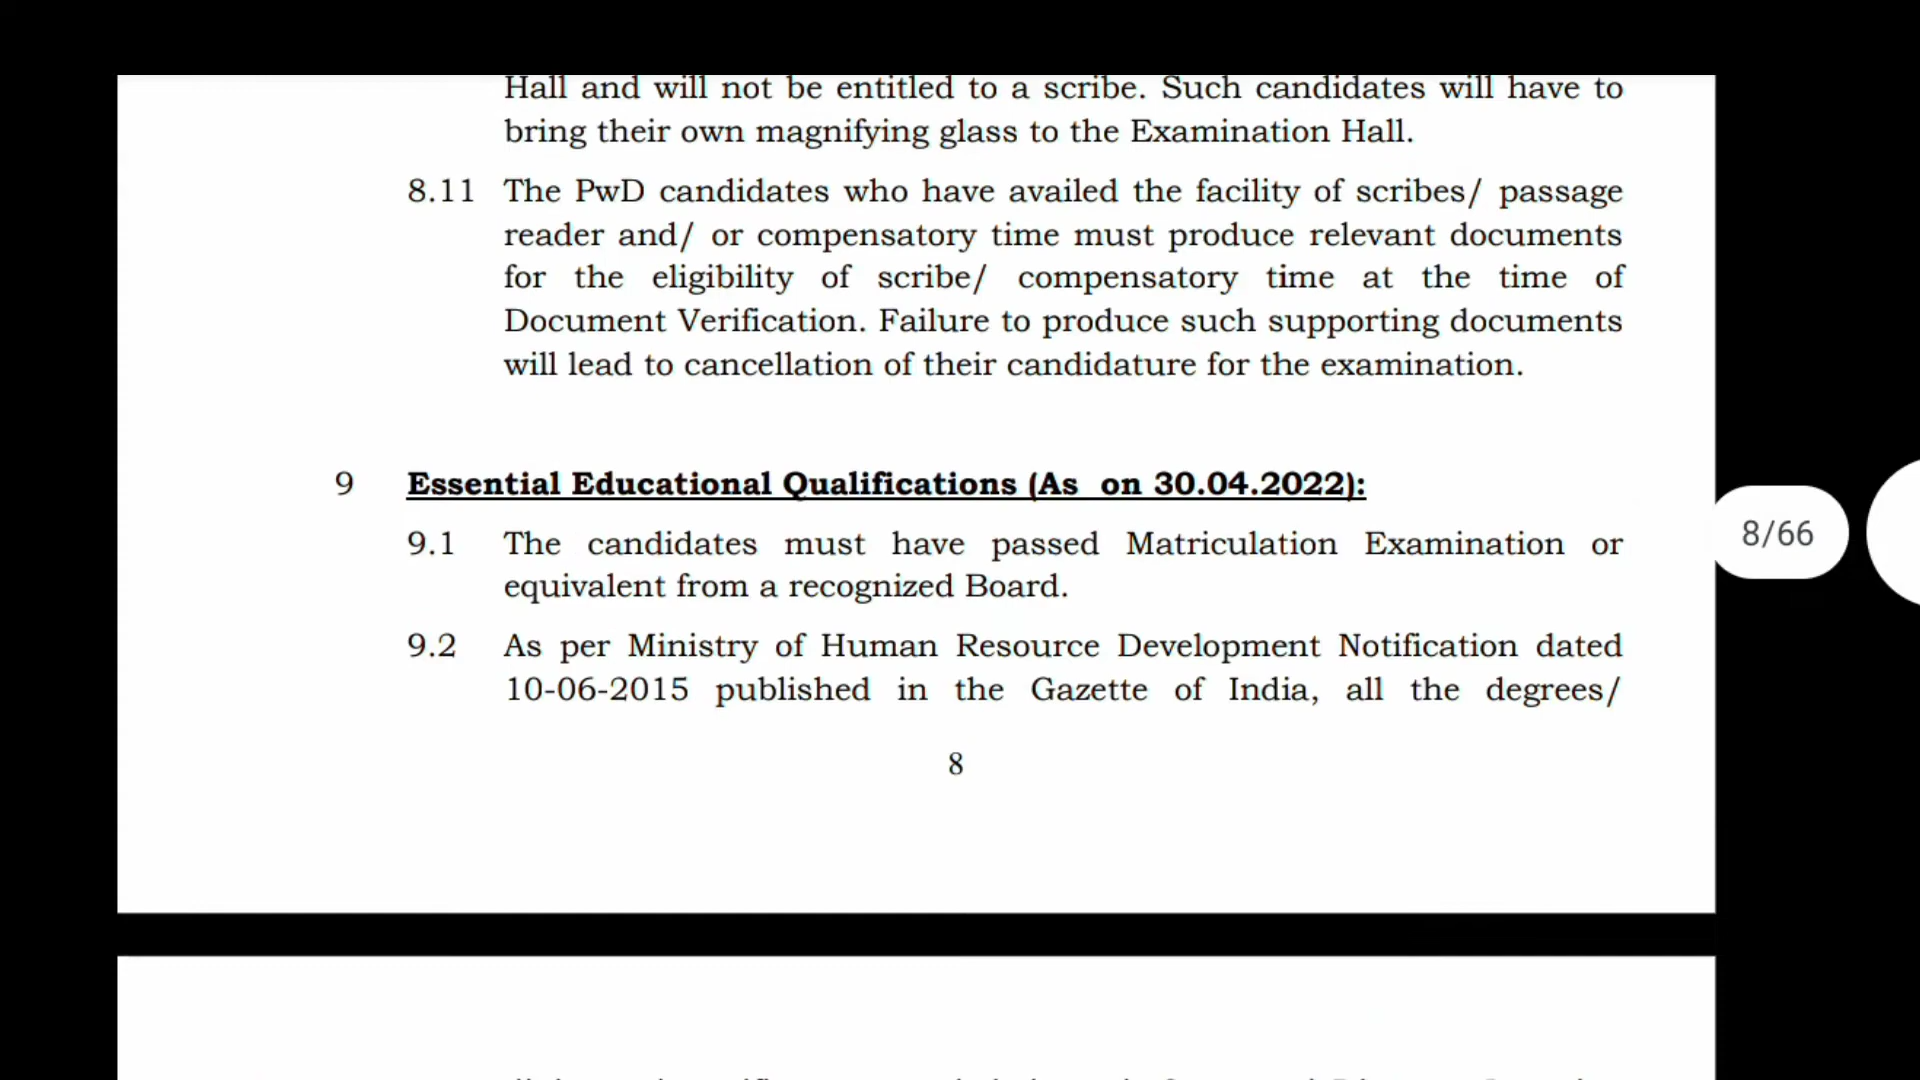 Hall and will not be entitled to a scribe. Such candidates will have to
bring their own magnifying glass to the Examination Hall.
8.11 The PwD candidates who have availed the facility of scribes/ passage
reader and/ or compensatory time must produce relevant documents
for the eligibility of scribe/ compensatory time at the time of
Document Verification. Failure to produce such supporting documents
will lead to cancellation of their candidature for the examination.
9 Essential Educational Qualifications (As on 30.04.2022):
9.1 The candidates must have passed Matriculation Examination or
equivalent from a recognized Board.
8/66
9.2 As per Ministry of Human Resource Development Notification dated
10-06-2015 published in the Gazette of India, all the degrees/
8